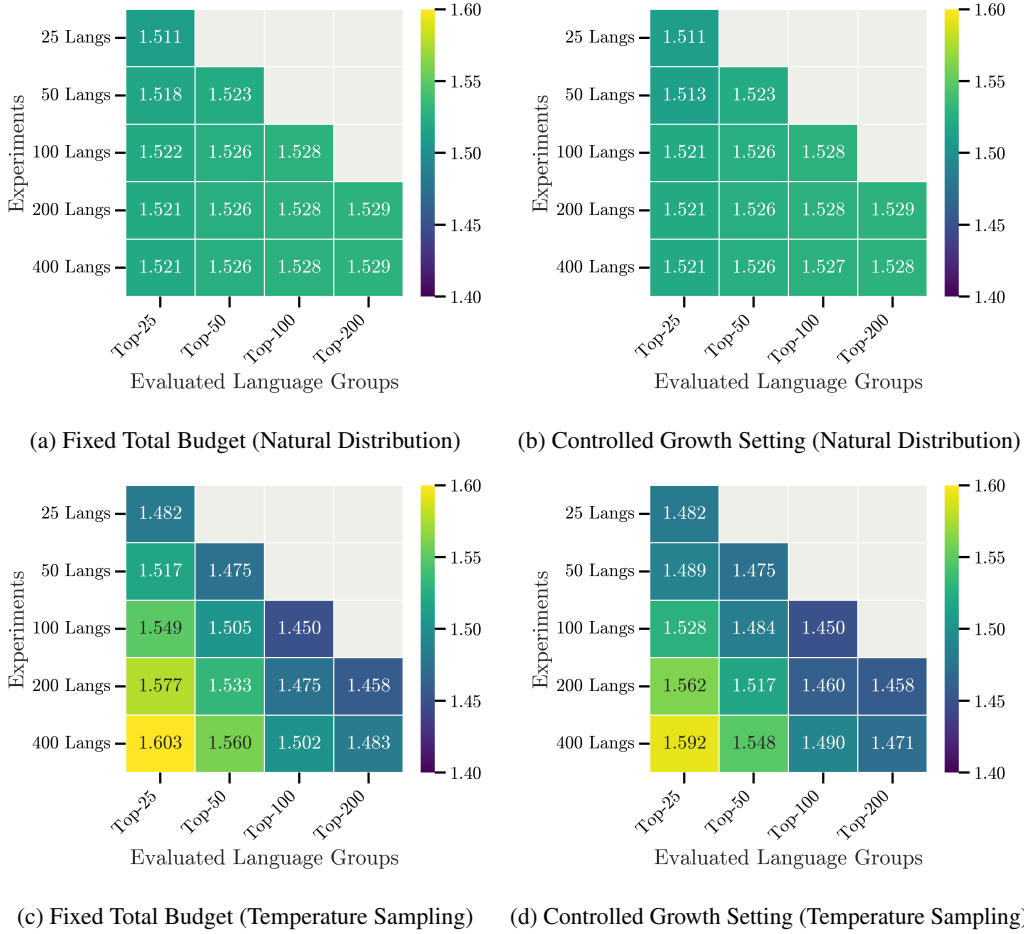 1.60
25 Langs
1.511
1.55
50 Langs
1.518 1.523
100 Langs
1.522 1.526 1.528
1.50
200 Langs
1.521 1.526 1.528 1.529
1.45
400 Langs
1.521 1.526 1.528 1.529
1.40
Experiments
Top-25 Top-50 Top-100 Top-200
Evaluated Language Groups
(a) Fixed Total Budget (Natural Distribution)
1.60
25 Langs
1.511
1.55
50 Langs
1.513 1.523
100 Langs
1.521 1.526 1.528
1.50
200 Langs
1.521 1.526 1.528 1.529
1.45
400 Langs
1.521 1.526 1.527 1.528
1.40
Experiments
Top-25 Top-50 Top-100 Top-200
Evaluated Language Groups
(b) Controlled Growth Setting (Natural Distribution)
1.60
25 Langs
1.482
1.55
50 Langs
1.517 1.475
100 Langs
1.549 1.505 1.450
1.50
200 Langs
1.577 1.533 1.475 1.458
1.45
400 Langs
1.603 1.560 1.502 1.483
1.40
Experiments
Top-25 Top-50 Top-100 Top-200
Evaluated Language Groups
(c) Fixed Total Budget (Temperature Sampling)
1.60
25 Langs
1.482
1.55
50 Langs
1.489 1.475
100 Langs
1.528 1.484 1.450
1.50
200 Langs
1.562 1.517 1.460 1.458
1.45
400 Langs
1.592 1.548 1.490 1.471
1.40
Experiments
Top-25 Top-50 Top-100 Top-200
Evaluated Language Groups
(d) Controlled Growth Setting (Temperature Sampling)